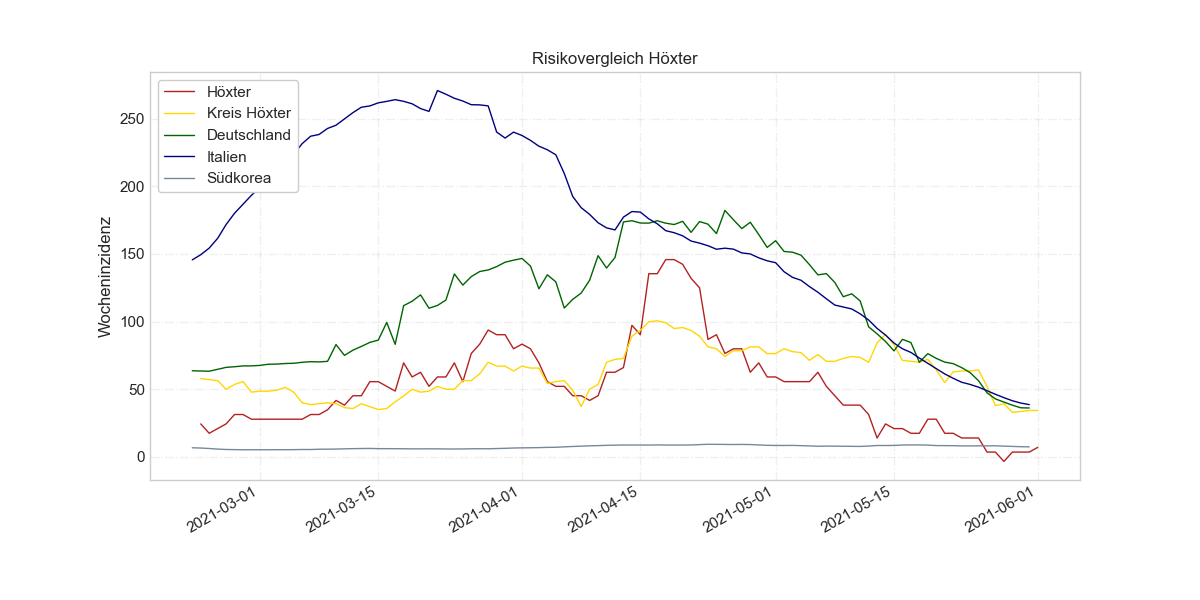 Risikovergleich Höxter
Höxter
Kreis Höxter
Deutschland
Italien
Südkorea
Wocheninzidenz
250
200
150
100
50
0
2021-03-01
2021-03-15
2021-04-01
2021-04-15
2021-05-01
2021-05-15
2021-06-01